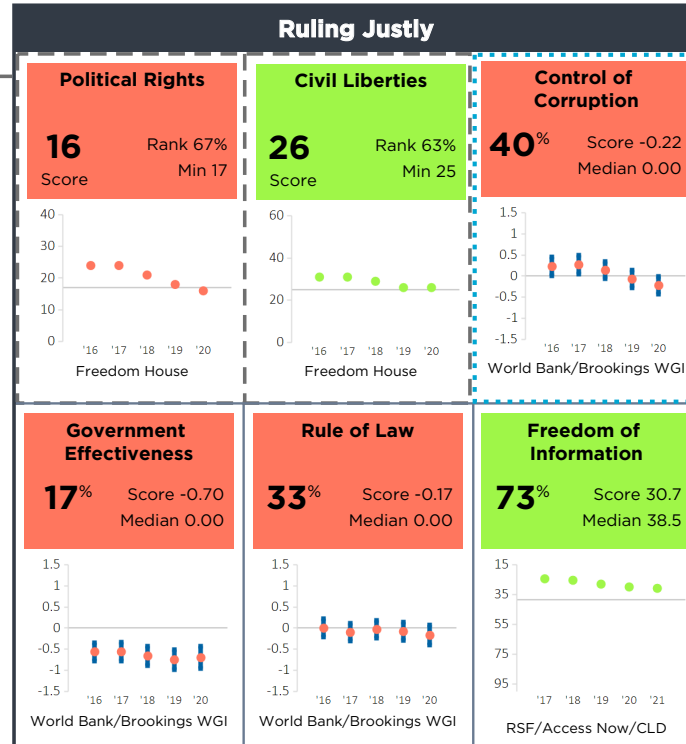 Ruling Justly
Political Rights
16
Score
Rank 67%
Min 17
40
30
20
10
0
'16 '17 '18 '19 '20
Freedom House
Civil Liberties
26
Score
Rank 63%
Min 25
60
40
20
0
'16 '17 '18 '19 '20
Freedom House
Control of
Corruption
40%
Score -0.22
Median 0.00
1.5
1
0.5
0
-0.5
-1
-1.5
'16 '17 '18 '19 '20
World Bank/Brookings WGI
Government
Effectiveness
17%
Score -0.70
Median 0.00
1.5
1
0.5
0
-0.5
-1
-1.5
'16 '17 '18 '19 '20
World Bank/Brookings WGI
Rule of Law
33%
Score -0.17
Median 0.00
1.5
1
0.5
0
-0.5
-1
-1.5
'16 '17 '18 '19 '20
World Bank/Brookings WGI
Freedom of
Information
73%
Score 30.7
Median 38.5
15
35
55
75
95
'17 '18 '19 '20 '21
RSF/Access Now/CLD